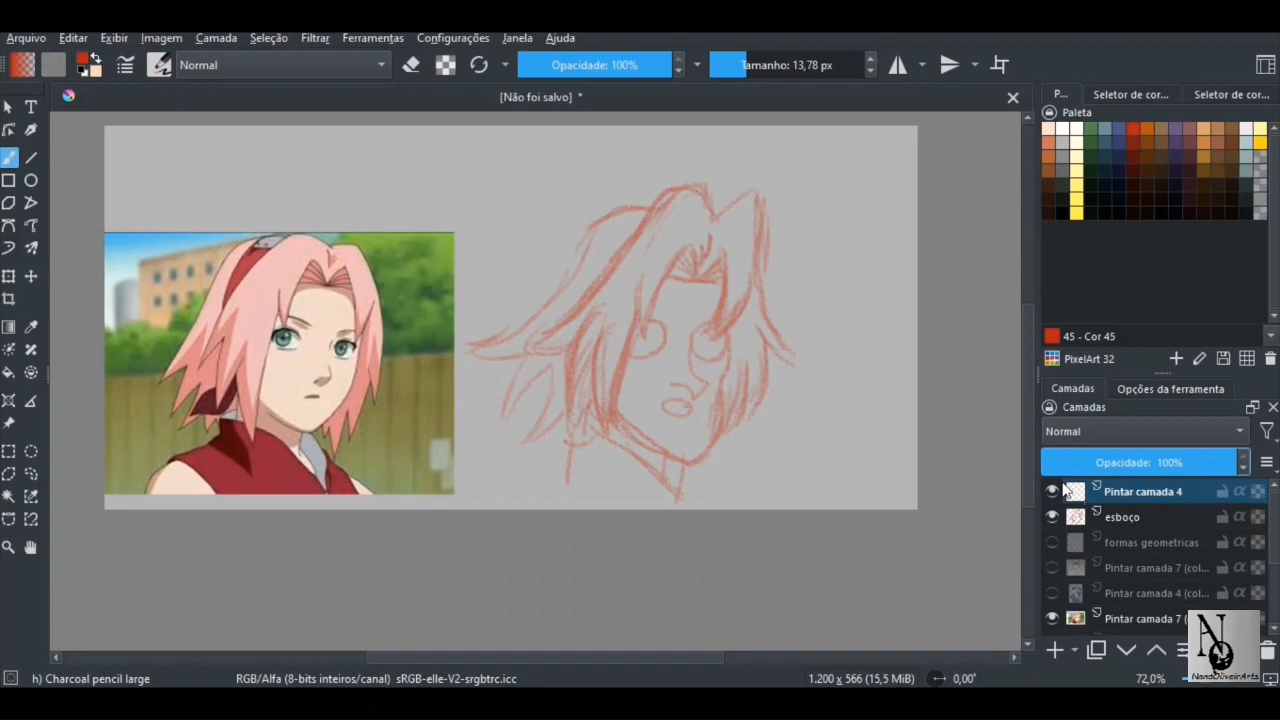 Arquivo Editar Exibir Imagem Camada Seleção Filtrar Ferramentas Configurações Janela Ajuda
Normal Opacidade: 100% Tamanho: 13,78 px
[Não foi salvo] *
P... Seletor de cor... Seletor de cor...
Paleta
45 - Cor 45
PixelArt 32
Camadas Opções da ferramenta
Camadas
Normal
Opacidade: 100%
Pintar camada 4
esboço
formas geometricas
Pintar camada 7 (col...
Pintar camada 4 (col...
Pintar camada 7 (
NandOliveirArts
h) Charcoal pencil large RGB/Alfa (8-bits inteiros/canal) sRGB-elle-V2-srgbtrc.icc 1.200 x 566 (15,5 MiB) 0,00° 72,0%